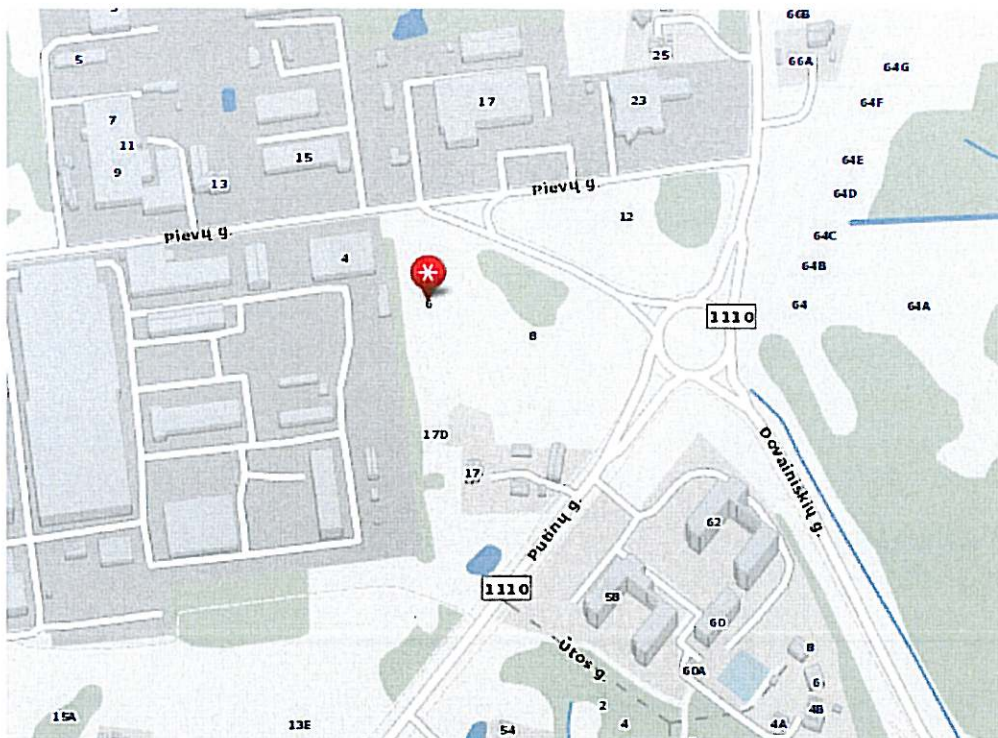 66B
5
25
66A
64G
7
17
23
64F
11
15
64E
9
13
Pievų g.
64D
12
Pievų g.
64C
4
64B
6
64
64A
1110
8
17D
17
Dovainiškių g.
Putinų g.
62
1110
58
60
Ūtos g.
8
60A
6
2
4B
15A
13E
54
4
4A